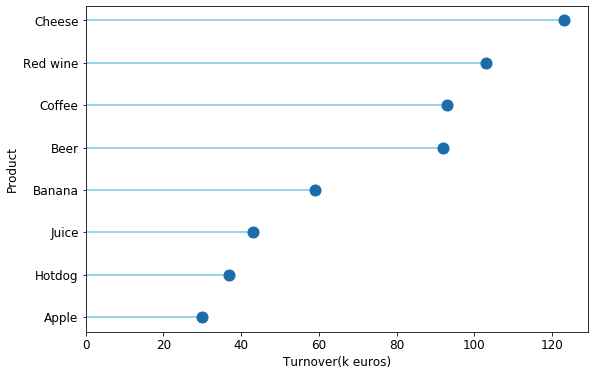 Cheese
Red wine
Coffee
Beer
Banana
Juice
Hotdog
Apple
Product
0 20 40 60 80 100 120
Turnover(k euros)